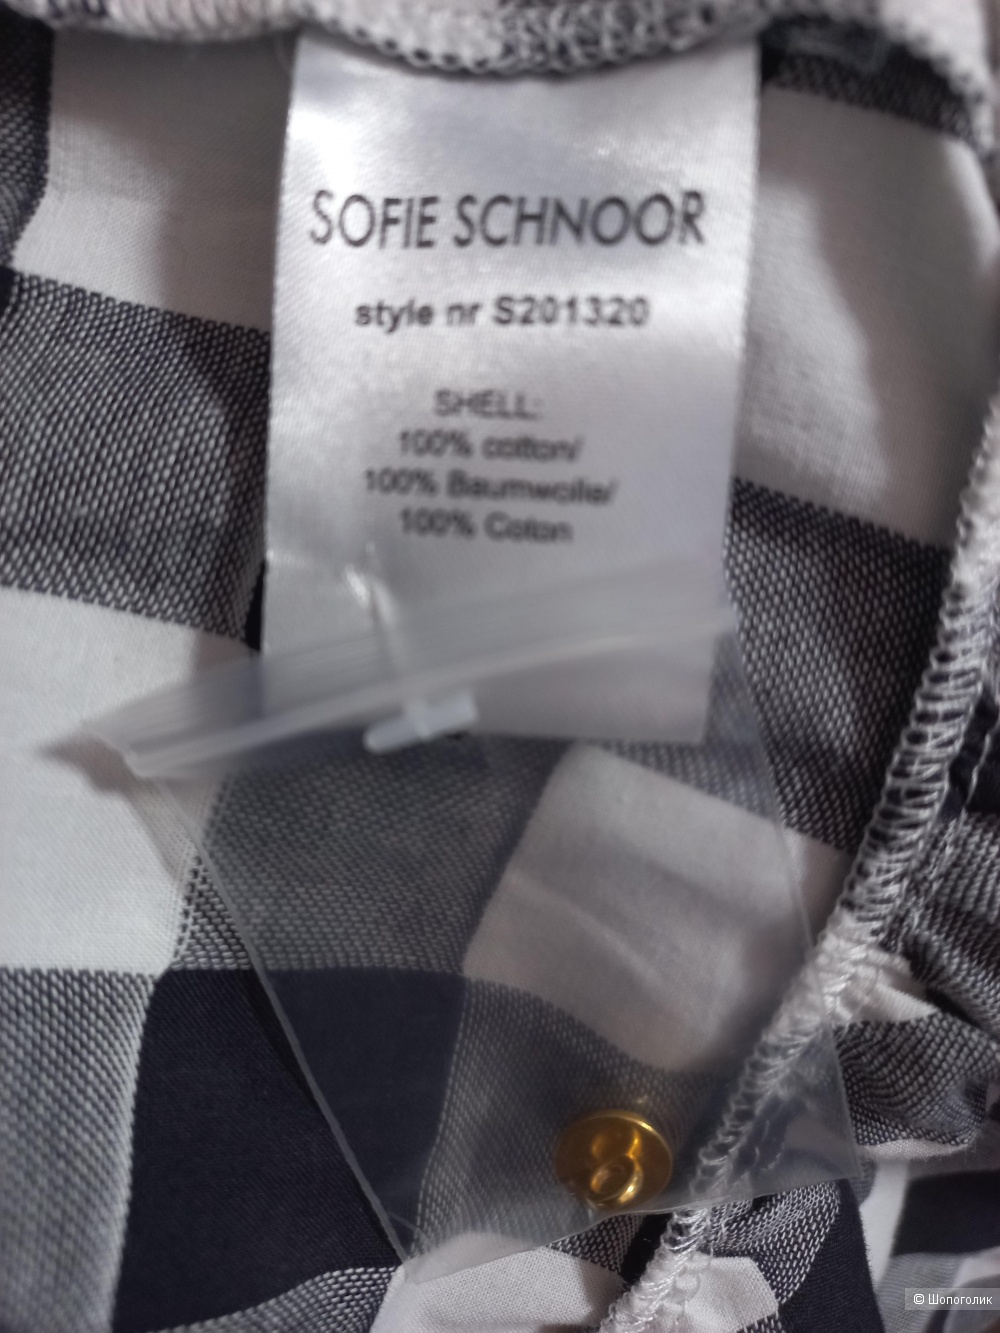 SOFIE SCHNOOR
style nr S201320
SHELL:
100% cotton/
100% Baumwolle/
100% Coton
© Шопоголик